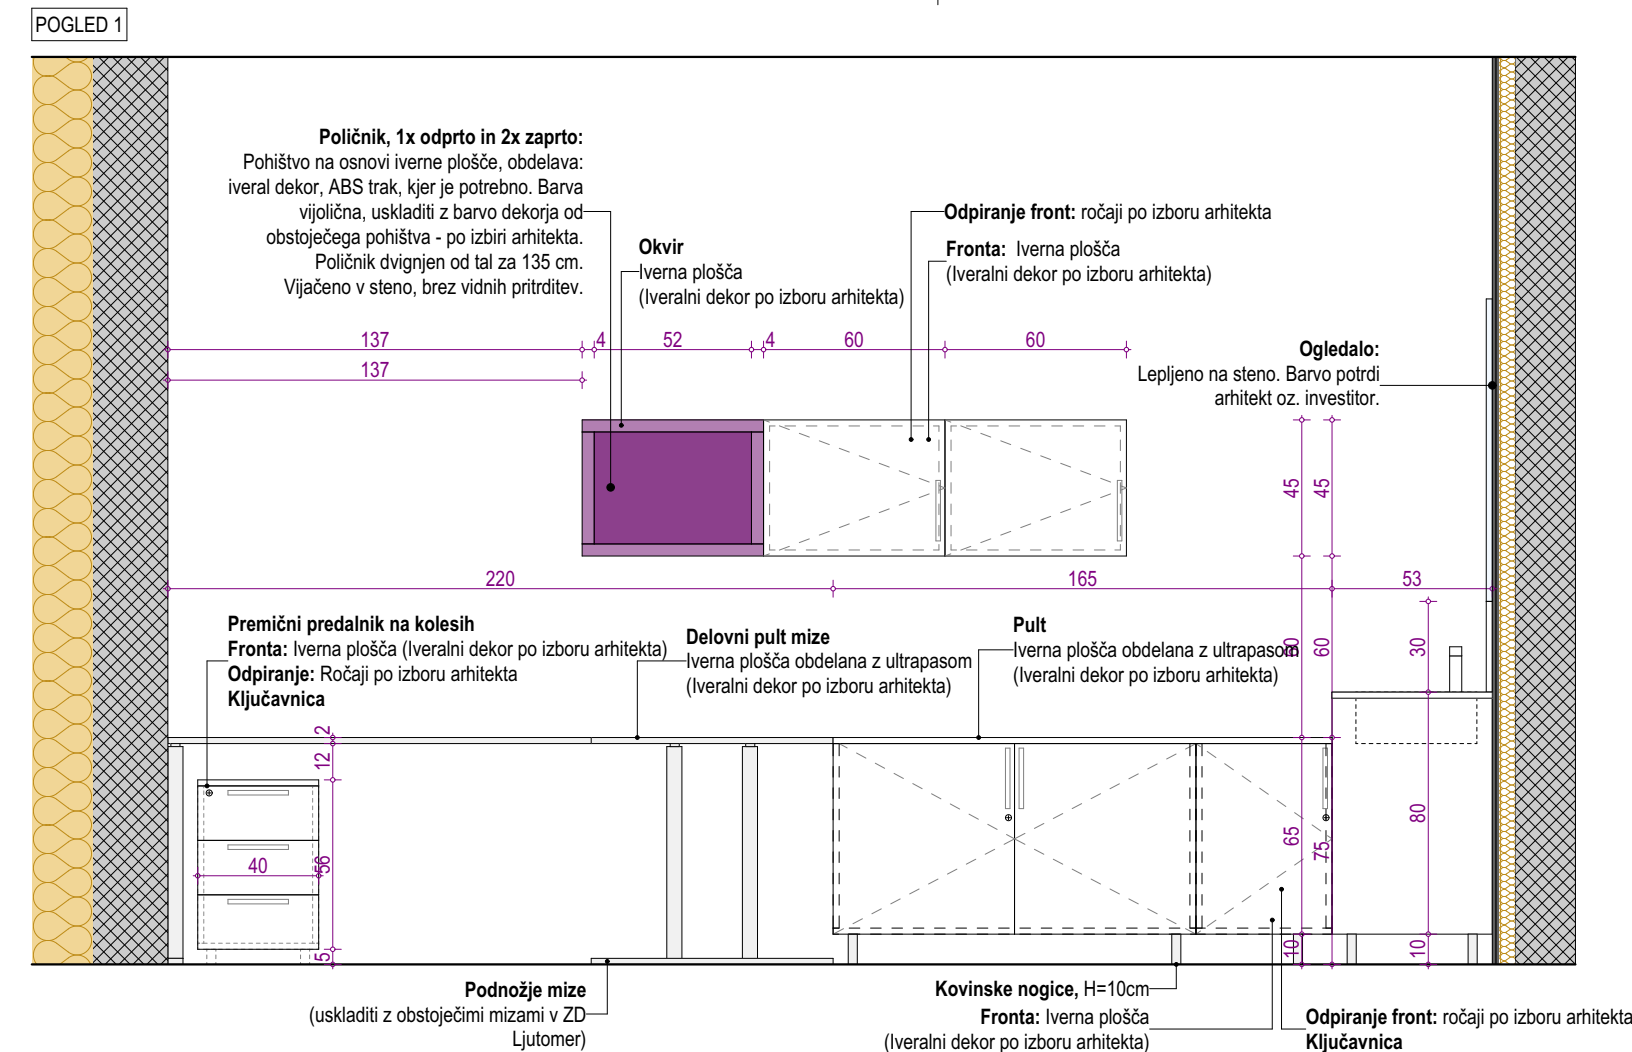 POGLED 1
Poličnik, 1x odprto in 2x zaprto:
Pohištvo na osnovi iverne plošče, obdelava:
iveral dekor, ABS trak, kjer je potrebno. Barva
vijolična, uskladiti z barvo dekorja od
obstoječega pohištva - po izbiri arhitekta.
Poličnik dvignjen od tal za 135 cm.
Vijačeno v steno, brez vidnih pritrditev.
Okvir
Iverna plošča
(Iveralni dekor po izboru arhitekta)
Odpiranje front: ročaji po izboru arhitekta
Fronta: Iverna plošča
(Iveralni dekor po izboru arhitekta)
137 4 52 4 60 60
137
Ogledalo:
Lepljeno na steno. Barvo potrdi
arhitekt oz. investitor.
45 45
220 165 53
Premični predalnik na kolesih
Fronta: Iverna plošča (Iveralni dekor po izboru arhitekta)
Odpiranje: Ročaji po izboru arhitekta
Ključavnica
Delovni pult mize
Iverna plošča obdelana z ultrapasom
(Iveralni dekor po izboru arhitekta)
Pult
Iverna plošča obdelana z ultrapasom
(Iveralni dekor po izboru arhitekta)
60 60 30
2
12
40 56
65 75 80
5
10 10
Podnožje mize
(uskladiti z obstoječimi mizami v ZD
Ljutomer)
Kovinske nogice, H=10cm
Fronta: Iverna plošča
(Iveralni dekor po izboru arhitekta)
Odpiranje front: ročaji po izboru arhitekta
Ključavnica